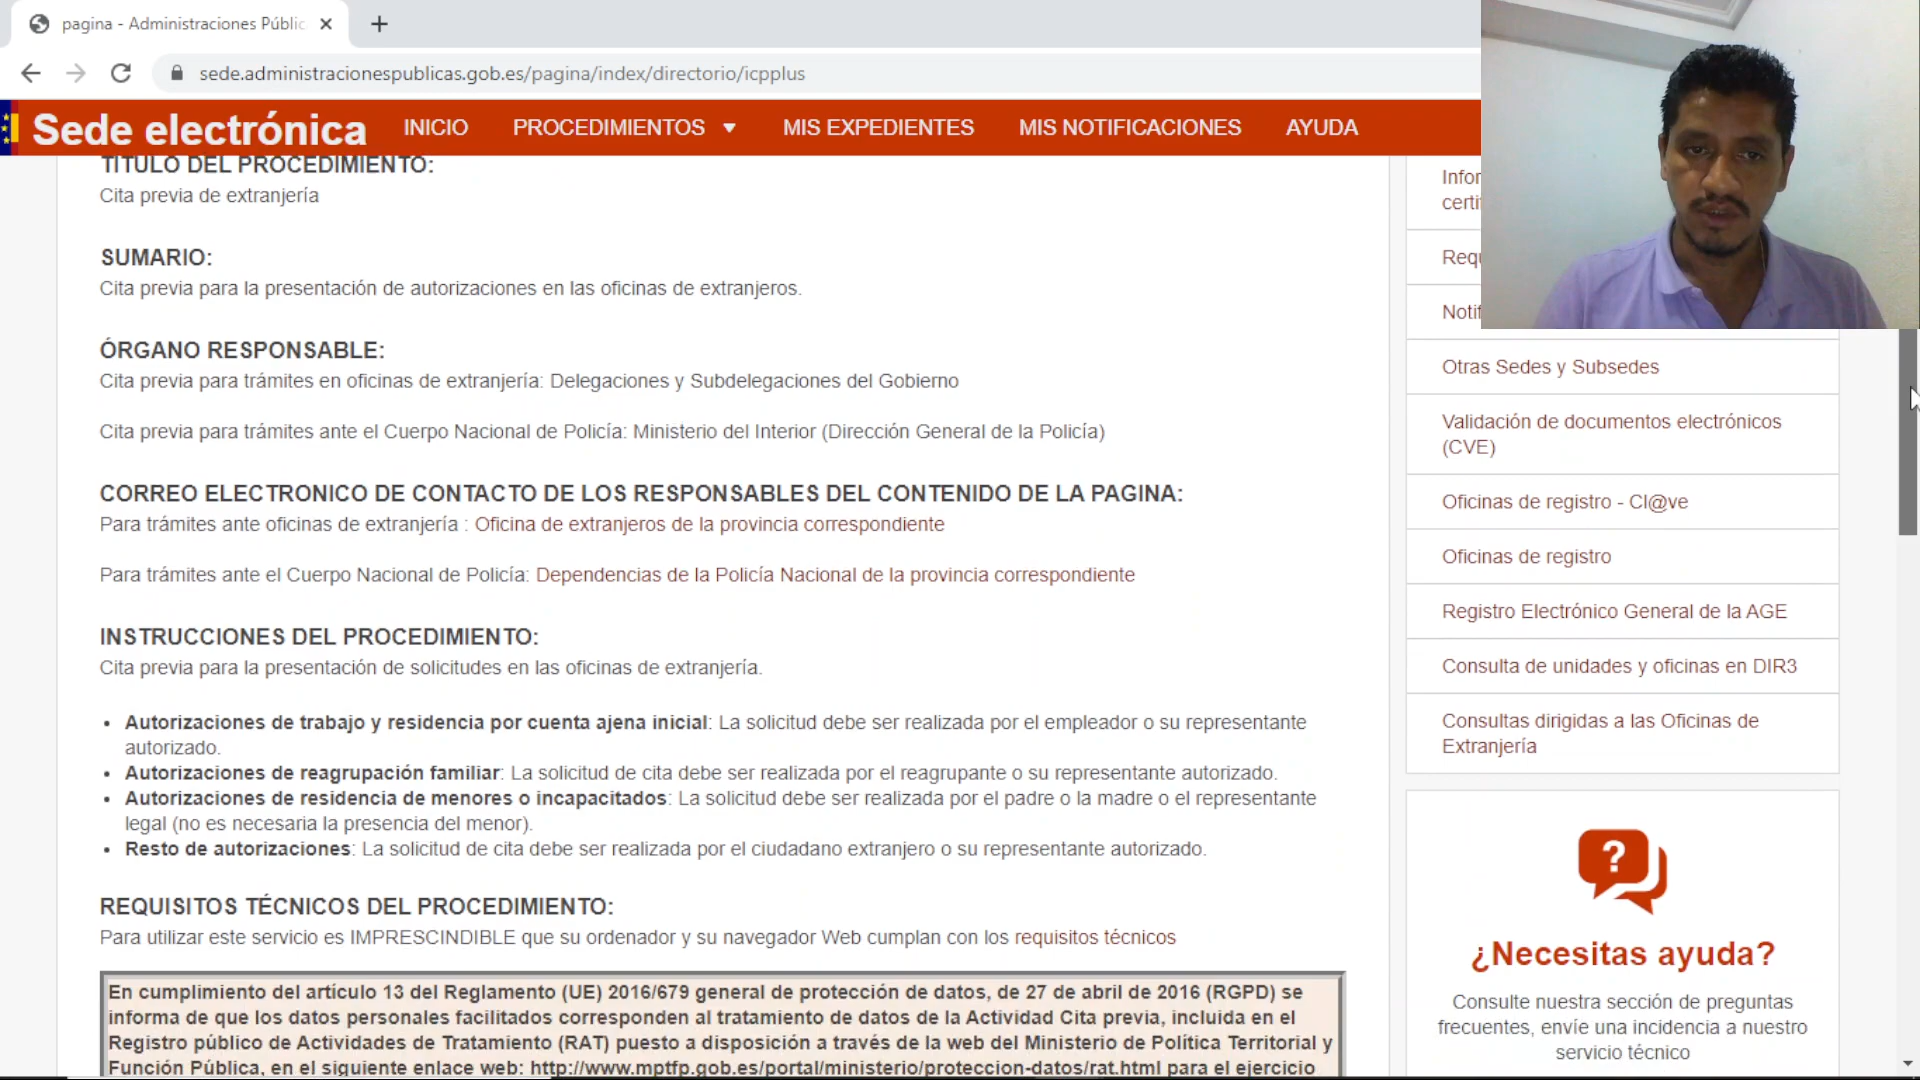 pagina - Administraciones Públic
sede.administracionespublicas.gob.es/pagina/index/directorio/icpplus
Sede electrónica
INICIO
PROCEDIMIENTOS
MIS EXPEDIENTES
MIS NOTIFICACIONES
AYUDA
TÍTULO DEL PROCEDIMIENTO:
Cita previa de extranjería
SUMARIO:
Cita previa para la presentación de autorizaciones en las oficinas de extranjeros.
ÓRGANO RESPONSABLE:
Cita previa para trámites en oficinas de extranjería: Delegaciones y Subdelegaciones del Gobierno
Cita previa para trámites ante el Cuerpo Nacional de Policía: Ministerio del Interior (Dirección General de la Policía)
CORREO ELECTRONICO DE CONTACTO DE LOS RESPONSABLES DEL CONTENIDO DE LA PAGINA:
Para trámites ante oficinas de extranjería : Oficina de extranjeros de la provincia correspondiente
Para trámites ante el Cuerpo Nacional de Policía: Dependencias de la Policía Nacional de la provincia correspondiente
INSTRUCCIONES DEL PROCEDIMIENTO:
Cita previa para la presentación de solicitudes en las oficinas de extranjería.
• Autorizaciones de trabajo y residencia por cuenta ajena inicial: La solicitud debe ser realizada por el empleador o su representante
autorizado.
• Autorizaciones de reagrupación familiar: La solicitud de cita debe ser realizada por el reagrupante o su representante autorizado.
• Autorizaciones de residencia de menores o incapacitados: La solicitud debe ser realizada por el padre o la madre o el representante
legal (no es necesaria la presencia del menor).
• Resto de autorizaciones: La solicitud de cita debe ser realizada por el ciudadano extranjero o su representante autorizado.
REQUISITOS TÉCNICOS DEL PROCEDIMIENTO:
Para utilizar este servicio es IMPRESCINDIBLE que su ordenador y su navegador Web cumplan con los requisitos técnicos
En cumplimiento del artículo 13 del Reglamento (UE) 2016/679 general de protección de datos, de 27 de abril de 2016 (RGPD) se
informa de que los datos personales facilitados corresponden al tratamiento de datos de la Actividad Cita previa, incluida en el
Registro público de Actividades de Tratamiento (RAT) puesto a disposición a través de la web del Ministerio de Política Territorial y
Función Pública, en el siguiente enlace web: http://www.mptfp.gob.es/portal/ministerio/proteccion-datos/rat.html para el ejercicio
Infor
certi
Requ
Notif
Otras Sedes y Subsedes
Validación de documentos electrónicos
(CVE)
Oficinas de registro - Cl@ve
Oficinas de registro
Registro Electrónico General de la AGE
Consulta de unidades y oficinas en DIR3
Consultas dirigidas a las Oficinas de
Extranjería
?
¿Necesitas ayuda?
Consulte nuestra sección de preguntas
frecuentes, envíe una incidencia a nuestro
servicio técnico